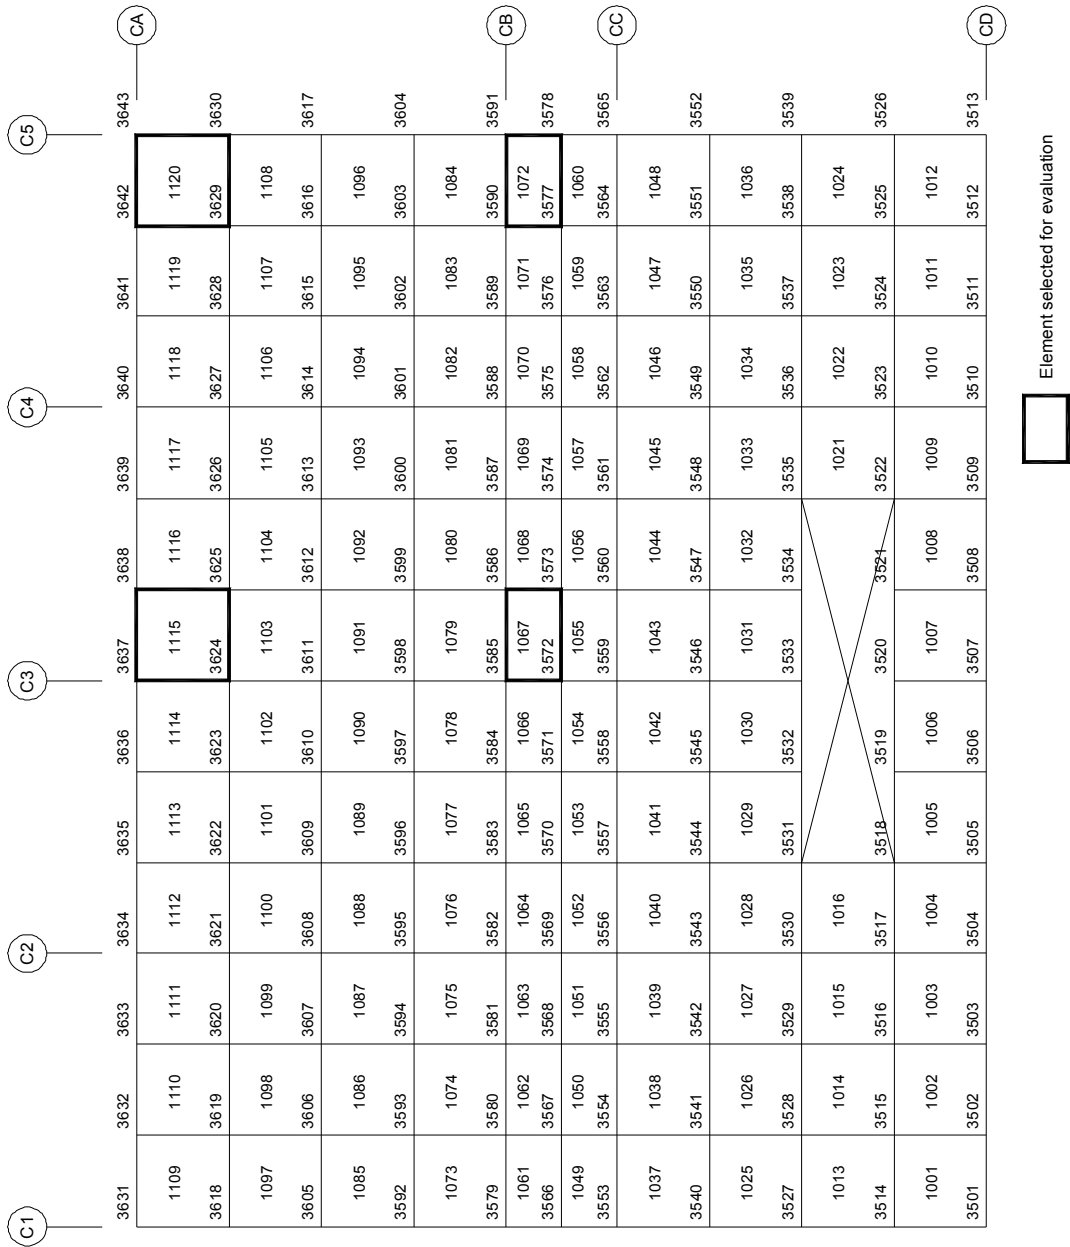 C1 C2 C3 C4 C5
3631 3632 3633 3634 3635 3636 3637 3638 3639 3640 3641 3642 3643
CA
1109 1110 1111 1112 1113 1114 1115 1116 1117 1118 1119 1120
3618 3619 3620 3621 3622 3623 3624 3625 3626 3627 3628 3629 3630
1097 1098 1099 1100 1101 1102 1103 1104 1105 1106 1107 1108
3605 3606 3607 3608 3609 3610 3611 3612 3613 3614 3615 3616 3617
1085 1086 1087 1088 1089 1090 1091 1092 1093 1094 1095 1096
3592 3593 3594 3595 3596 3597 3598 3599 3600 3601 3602 3603 3604
1073 1074 1075 1076 1077 1078 1079 1080 1081 1082 1083 1084
3579 3580 3581 3582 3583 3584 3585 3586 3587 3588 3589 3590 3591
CB
1061 1062 1063 1064 1065 1066 1067 1068 1069 1070 1071 1072
3566 3567 3568 3569 3570 3571 3572 3573 3574 3575 3576 3577 3578
1049 1050 1051 1052 1053 1054 1055 1056 1057 1058 1059 1060
3553 3554 3555 3556 3557 3558 3559 3560 3561 3562 3563 3564 3565
CC
1037 1038 1039 1040 1041 1042 1043 1044 1045 1046 1047 1048
3540 3541 3542 3543 3544 3545 3546 3547 3548 3549 3550 3551 3552
1025 1026 1027 1028 1029 1030 1031 1032 1033 1034 1035 1036
3527 3528 3529 3530 3531 3532 3533 3534 3535 3536 3537 3538 3539
1013 1014 1015 1016 1021 1022 1023 1024
3514 3515 3516 3517 3518 3519 3520 3521 3522 3523 3524 3525 3526
1001 1002 1003 1004 1005 1006 1007 1008 1009 1010 1011 1012
3501 3502 3503 3504 3505 3506 3507 3508 3509 3510 3511 3512 3513
CD
Element selected for evaluation